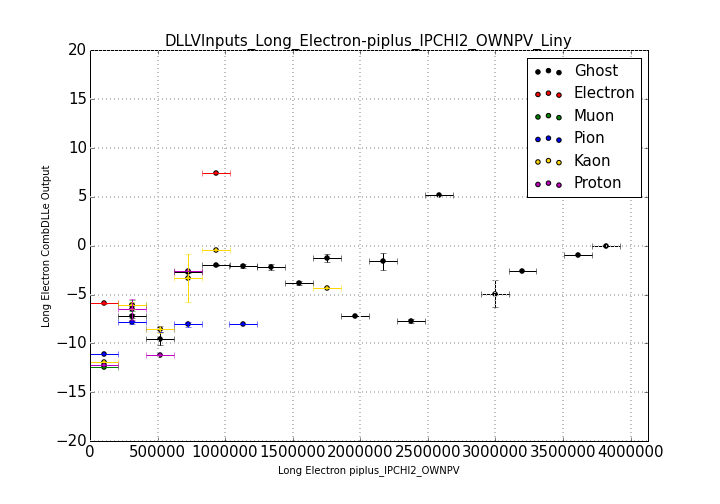 DLLVInputs_Long_Electron-piplus_IPCHI2_OWNPV_Liny
Long Electron CombDLLe Output
20
15
10
5
0
−5
−10
−15
−20
Ghost
Electron
Muon
Pion
Kaon
Proton
0 500000 1000000 1500000 2000000 2500000 3000000 3500000 4000000
Long Electron piplus_IPCHI2_OWNPV